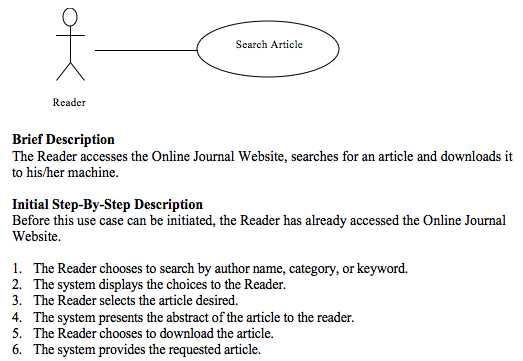 Search Article
Reader
Brief Description
The Reader accesses the Online Journal Website, searches for an article and downloads it
to his/her machine.
Initial Step-By-Step Description
Before this use case can be initiated, the Reader has already accessed the Online Journal
Website.
1. The Reader chooses to search by author name, category, or keyword.
2. The system displays the choices to the Reader.
3. The Reader selects the article desired.
4. The system presents the abstract of the article to the reader.
5. The Reader chooses to download the article.
6. The system provides the requested article.